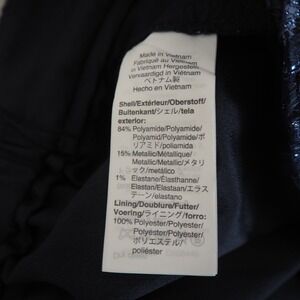 Made in Vietnam
Fabriqué au Vietnam
In Vietnam Hergestellt
Vervaardigd in Vietnam
ベトナム製
Hecho en Vietnam
Shell/Extérieur/Oberstoff/
Buitenkant/シェル/tela
exterior:
84% Polyamide/Polyamide/
Polyamid/Polyamide/ポ
リアミド/poliamida
15% Metallic/Métallique/
Metallic/Metallic/メタリ
ック/metálico
1% Elastane/Élasthanne/
Elastan/Elastaan/エラス
テーン/elastano
Lining/Doublure/Futter/
Voering/ライニング/forro:
100% Polyester/Polyester/
Polyester/Polyester/
ポリエステル/
poliéster